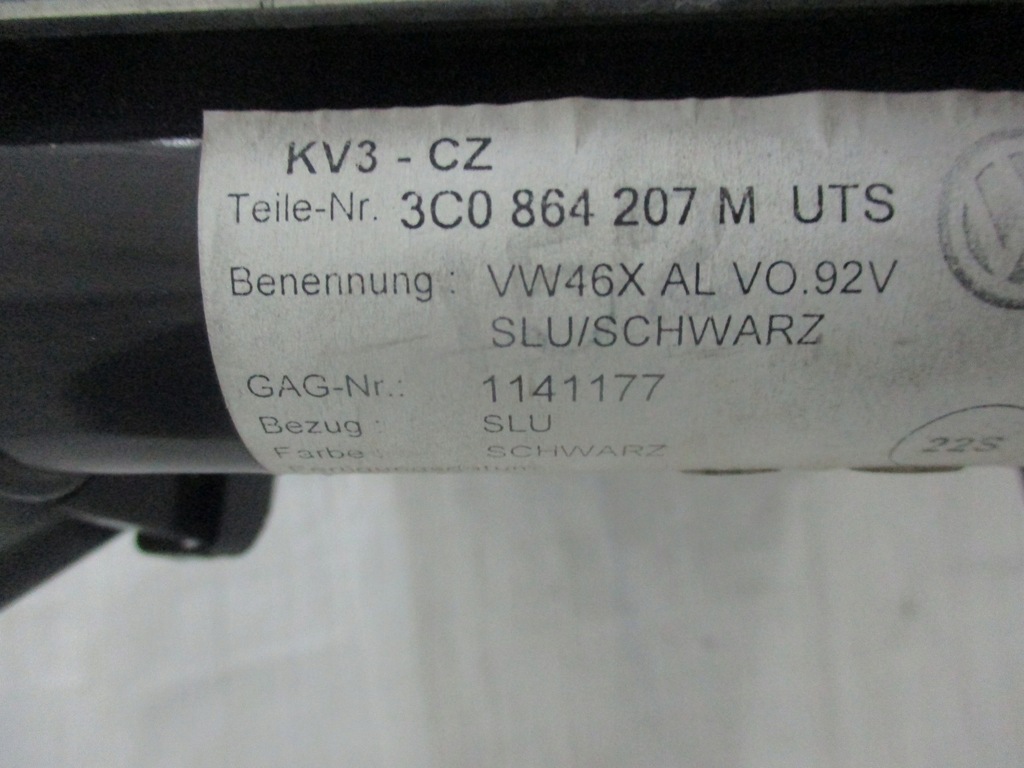 KV3 - CZ
Teile-Nr. 3C0 864 207 M UTS
Benennung : VW46X AL VO.92V
SLU/SCHWARZ
GAG-Nr.: 1141177
Bezug : SLU
Farbe : SCHWARZ
22S